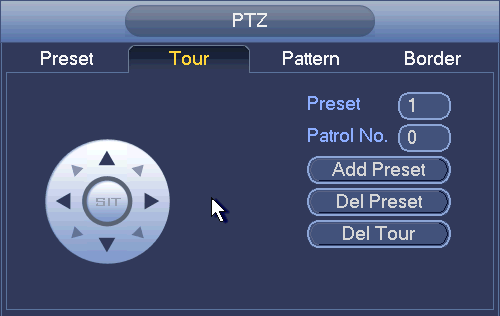 PTZ
Preset Tour Pattern Border
Preset 1
Patrol No. 0
Add Preset
SIT
Del Preset
Del Tour